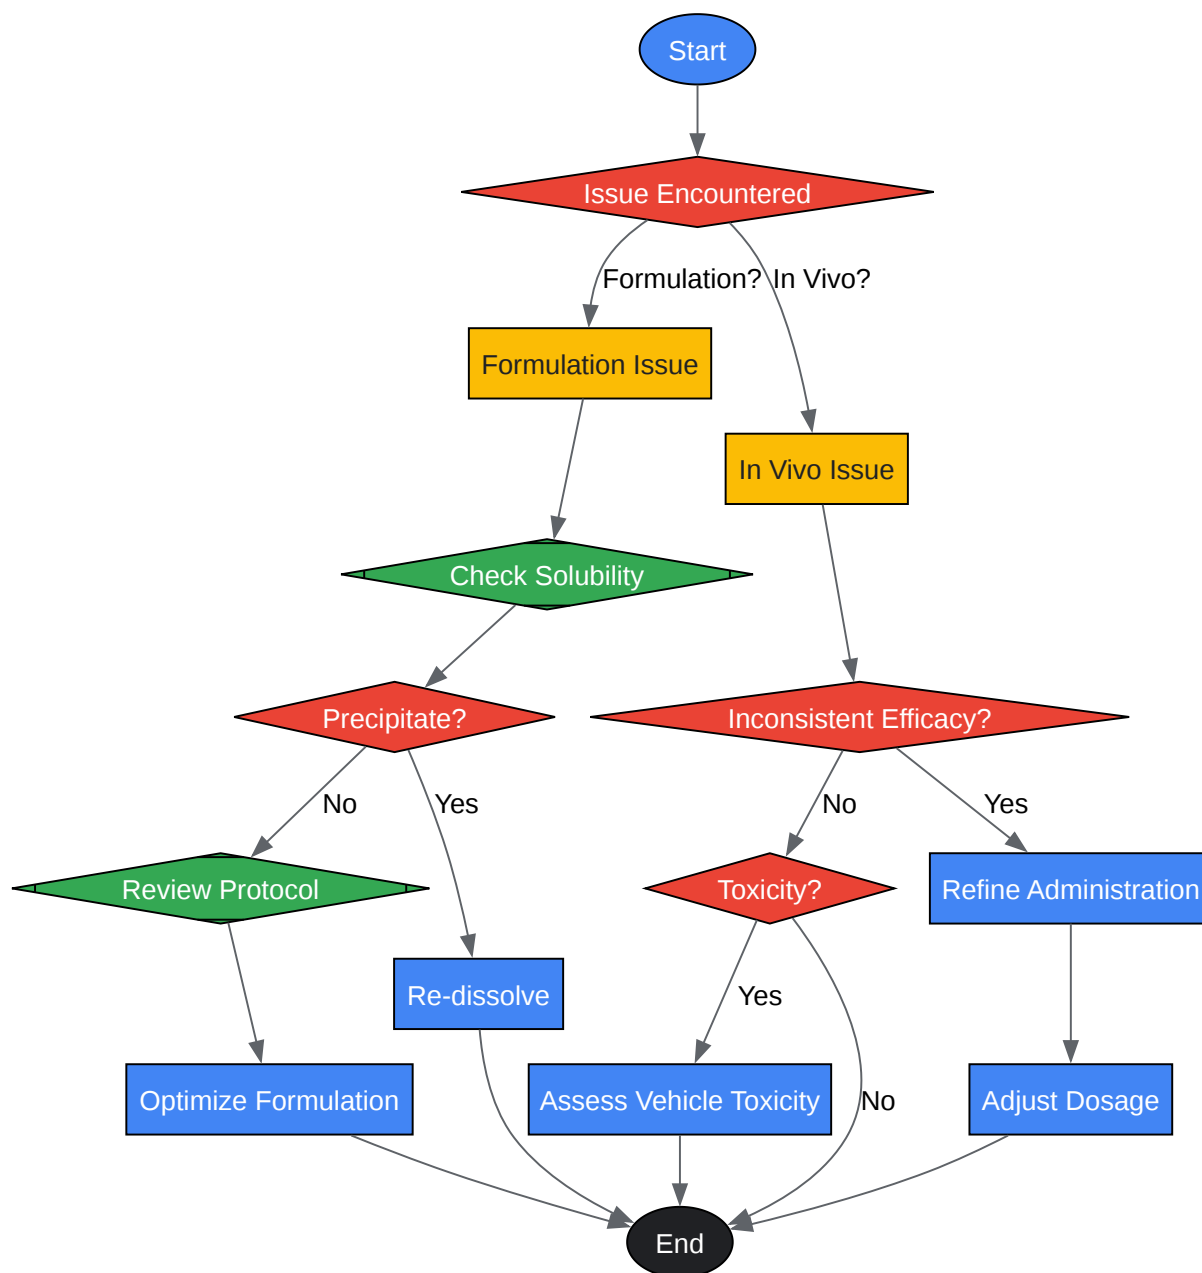 Start
Issue Encountered
Formulation?
In Vivo?
Formulation Issue
In Vivo Issue
Check Solubility
Precipitate?
Inconsistent Efficacy?
No
Yes
No
Yes
Review Protocol
Toxicity?
Refine Administration
Re-dissolve
Yes
Optimize Formulation
Assess Vehicle Toxicity
No
Adjust Dosage
End